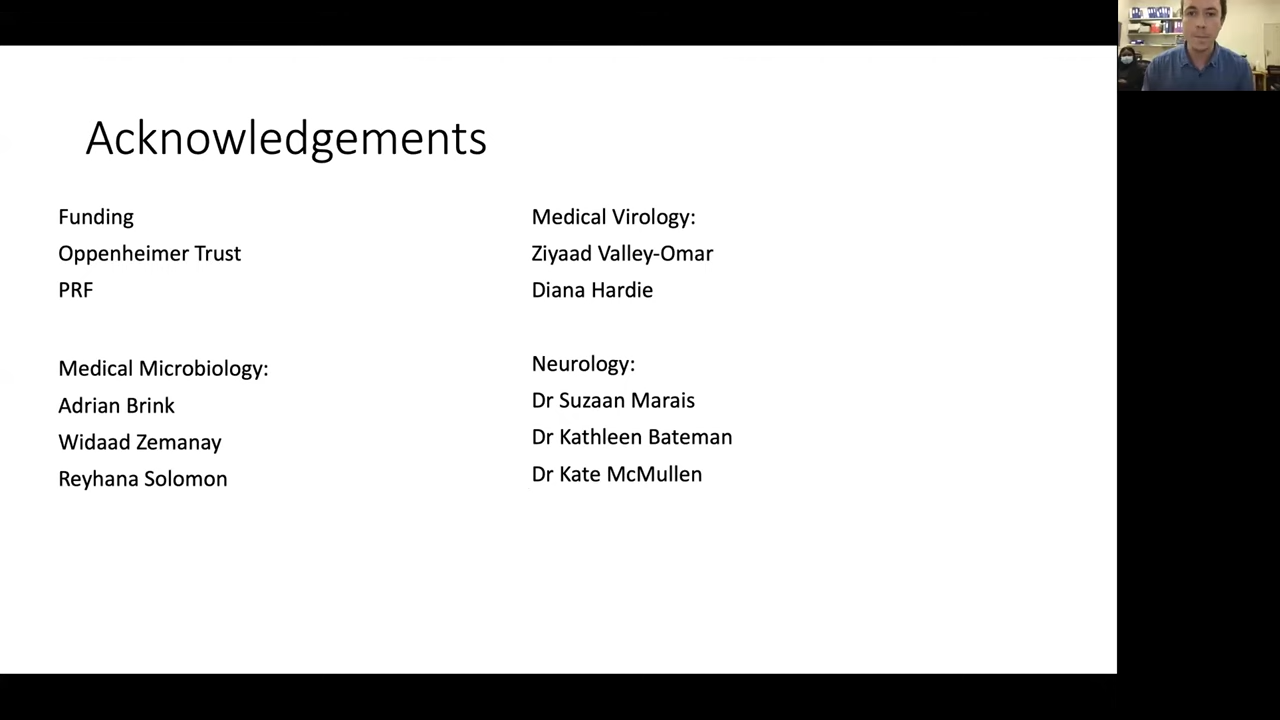 Acknowledgements
Funding
Oppenheimer Trust
PRF
Medical Microbiology:
Adrian Brink
Widaad Zemanay
Reyhana Solomon
Medical Virology:
Ziyaad Valley-Omar
Diana Hardie
Neurology:
Dr Suzaan Marais
Dr Kathleen Bateman
Dr Kate McMullen